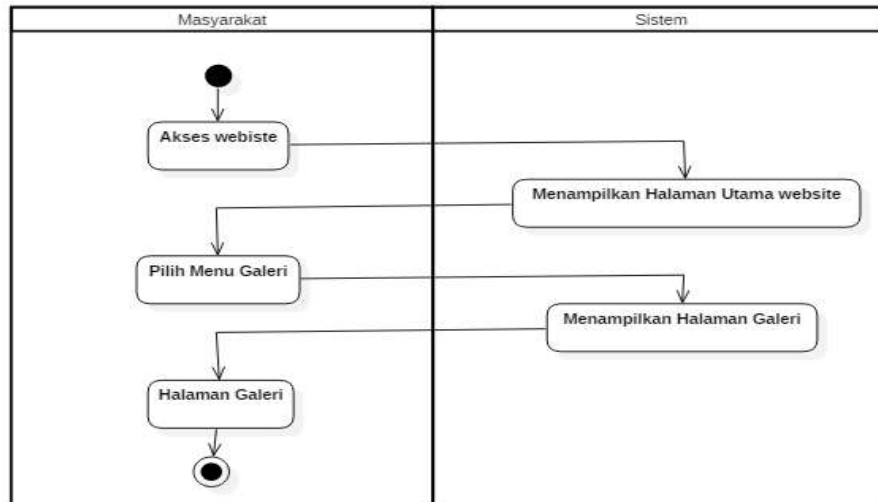 Masyarakat
Sistem
Akses webiste
Menampilkan Halaman Utama website
Pilih Menu Galeri
Menampilkan Halaman Galeri
Halaman Galeri